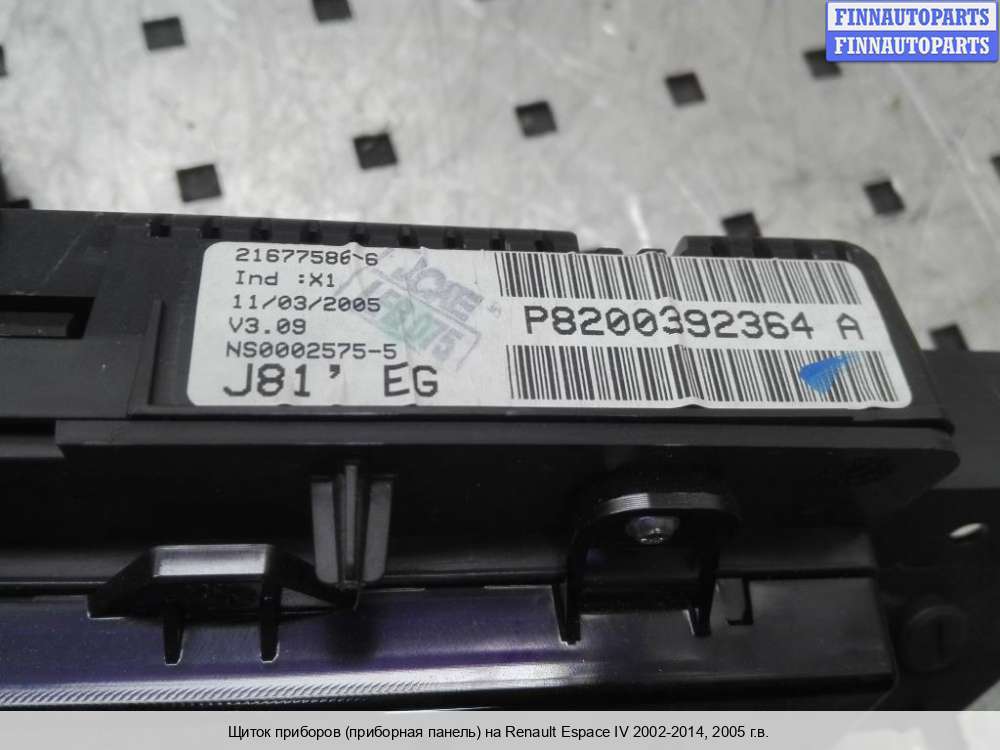 FINNAUTOPARTS
FINNAUTOPARTS
21677580-6
Ind :X1
11/03/2005
V3.09
NS0002575-5
J81' EG
P8200392364 A
Щиток приборов (приборная панель) на Renault Espace IV 2002-2014, 2005 г.в.